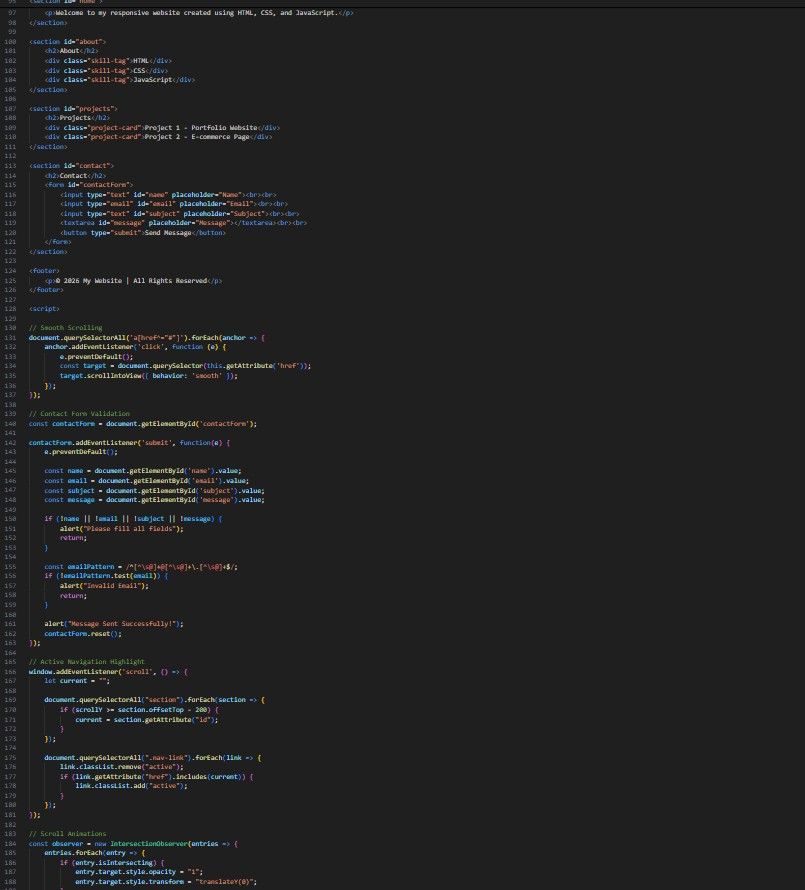 96 <section id="home">
97     <p>Welcome to my responsive website created using HTML, CSS, and JavaScript.</p>
98 </section>
99
100 <section id="about">
101     <h2>About</h2>
102     <div class="skill-tag">HTML</div>
103     <div class="skill-tag">CSS</div>
104     <div class="skill-tag">JavaScript</div>
105 </section>
106
107 <section id="projects">
108     <h2>Projects</h2>
109     <div class="project-card">Project 1 - Portfolio Website</div>
110     <div class="project-card">Project 2 - E-commerce Page</div>
111 </section>
112
113 <section id="contact">
114     <h2>Contact</h2>
115     <form id="contactForm">
116         <input type="text" id="name" placeholder="Name"><br><br>
117         <input type="email" id="email" placeholder="Email"><br><br>
118         <input type="text" id="subject" placeholder="Subject"><br><br>
119         <textarea id="message" placeholder="Message"></textarea><br><br>
120         <button type="submit">Send Message</button>
121     </form>
122 </section>
123
124 <footer>
125     <p>© 2026 My Website | All Rights Reserved</p>
126 </footer>
127
128 <script>
129
130 // Smooth Scrolling
131 document.querySelectorAll('a[href^="#"]').forEach(anchor => {
132     anchor.addEventListener('click', function (e) {
133         e.preventDefault();
134         const target = document.querySelector(this.getAttribute('href'));
135         target.scrollIntoView({ behavior: 'smooth' });
136     });
137 });
138
139 // Contact Form Validation
140 const contactForm = document.getElementById('contactForm');
141
142 contactForm.addEventListener('submit', function(e) {
143     e.preventDefault();
144
145     const name = document.getElementById('name').value;
146     const email = document.getElementById('email').value;
147     const subject = document.getElementById('subject').value;
148     const message = document.getElementById('message').value;
149
150     if (!name || !email || !subject || !message) {
151         alert("Please fill all fields");
152         return;
153     }
154
155     const emailPattern = /^[^\s@]+@[^\s@]+\.[^\s@]+$/;
156     if (!emailPattern.test(email)) {
157         alert("Invalid Email");
158         return;
159     }
160
161     alert("Message Sent Successfully!");
162     contactForm.reset();
163 });
164
165 // Active Navigation Highlight
166 window.addEventListener('scroll', () => {
167     let current = "";
168
169     document.querySelectorAll("section").forEach(section => {
170         if (scrollY >= section.offsetTop - 200) {
171             current = section.getAttribute("id");
172         }
173     });
174
175     document.querySelectorAll(".nav-link").forEach(link => {
176         link.classList.remove("active");
177         if (link.getAttribute("href").includes(current)) {
178             link.classList.add("active");
179         }
180     });
181 });
182
183 // Scroll Animations
184 const observer = new IntersectionObserver(entries => {
185     entries.forEach(entry => {
186         if (entry.isIntersecting) {
187             entry.target.style.opacity = "1";
188             entry.target.style.transform = "translateY(0)";